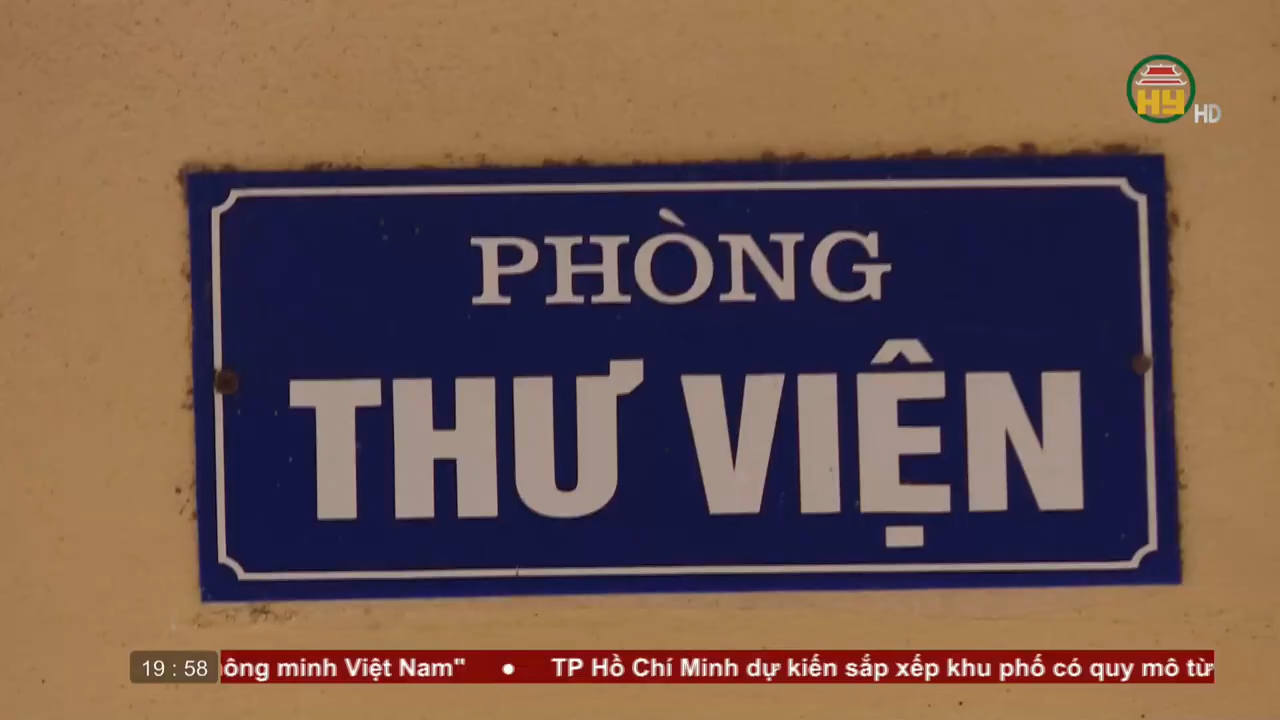 HY HD
PHÒNG
THƯ VIỆN
19 : 58
ông minh Việt Nam" • TP Hồ Chí Minh dự kiến sắp xếp khu phố có quy mô từ